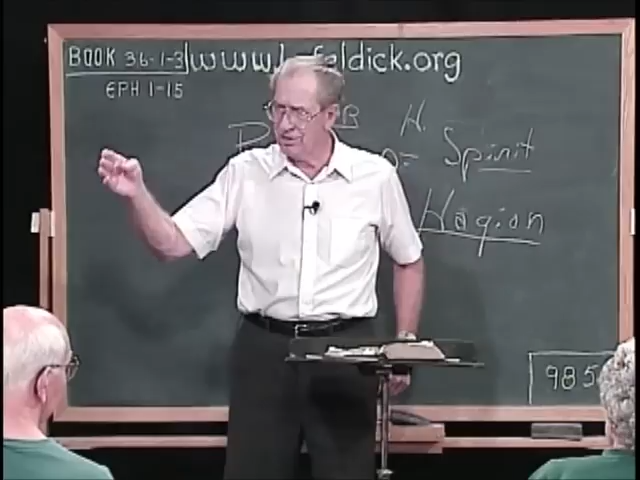 BOOK 36-1-3 www.l feldick.org
EPH 1-15
H.
= Spirit
Hagion
985